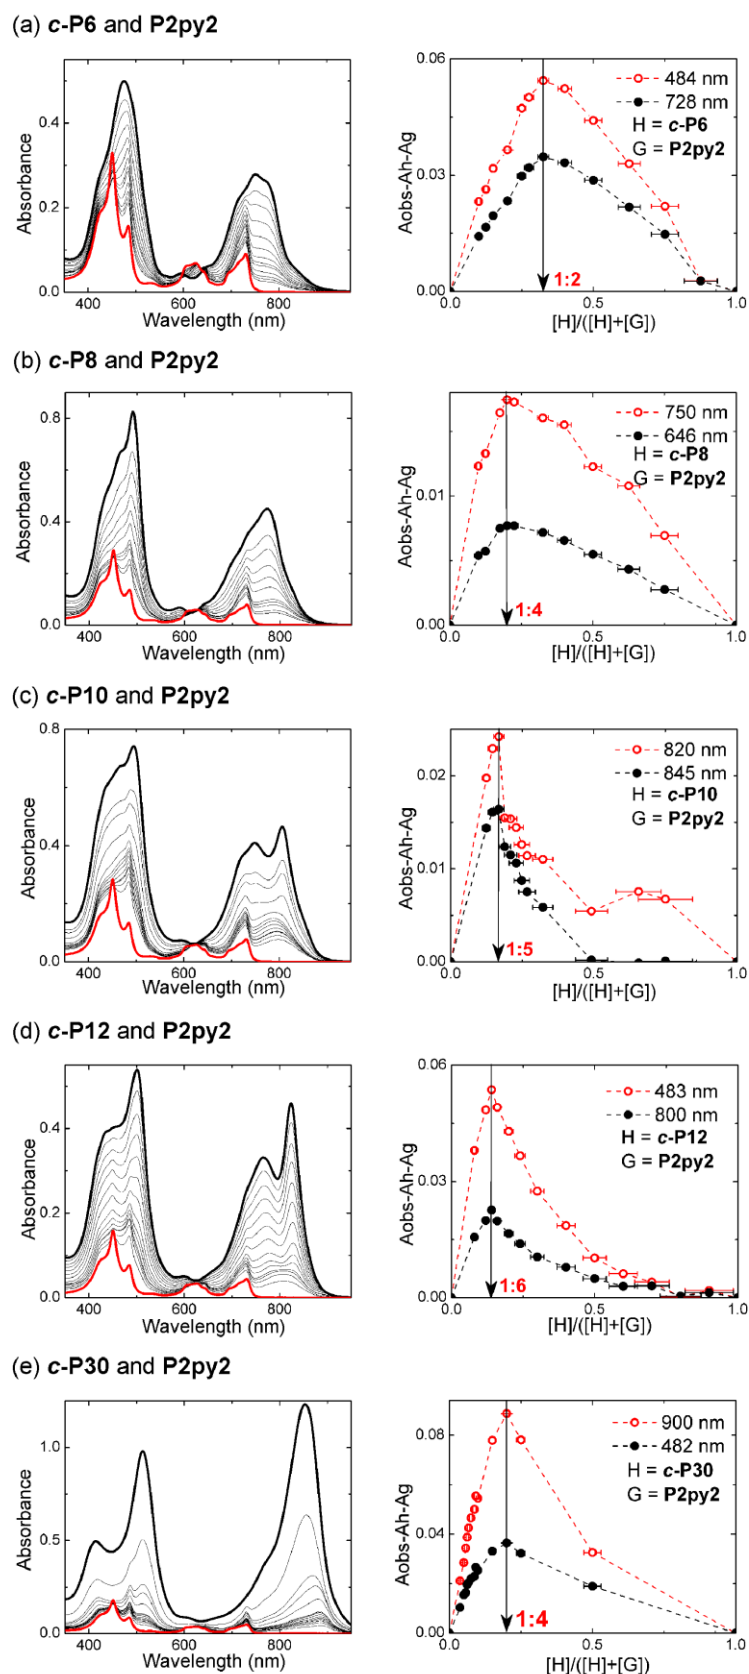 (a) c-P6 and P2py2
Absorbance
0.4
0.2
0.0
400 600 800
Wavelength (nm)
Aobs-Ah-Ag
0.06
0.03
0.00
0.0 0.5 1.0
[H]/([H]+[G])
484 nm
728 nm
H = c-P6
G = P2py2
1:2
(b) c-P8 and P2py2
Absorbance
0.8
0.4
0.0
400 600 800
Wavelength (nm)
Aobs-Ah-Ag
0.01
0.00
0.0 0.5 1.0
[H]/([H]+[G])
750 nm
646 nm
H = c-P8
G = P2py2
1:4
(c) c-P10 and P2py2
Absorbance
0.8
0.4
0.0
400 600 800
Wavelength (nm)
Aobs-Ah-Ag
0.02
0.01
0.00
0.0 0.5 1.0
[H]/([H]+[G])
820 nm
845 nm
H = c-P10
G = P2py2
1:5
(d) c-P12 and P2py2
Absorbance
0.4
0.2
0.0
400 600 800
Wavelength (nm)
Aobs-Ah-Ag
0.06
0.03
0.00
0.0 0.5 1.0
[H]/([H]+[G])
483 nm
800 nm
H = c-P12
G = P2py2
1:6
(e) c-P30 and P2py2
Absorbance
1.0
0.5
0.0
400 600 800
Wavelength (nm)
Aobs-Ah-Ag
0.08
0.04
0.00
0.0 0.5 1.0
[H]/([H]+[G])
900 nm
482 nm
H = c-P30
G = P2py2
1:4